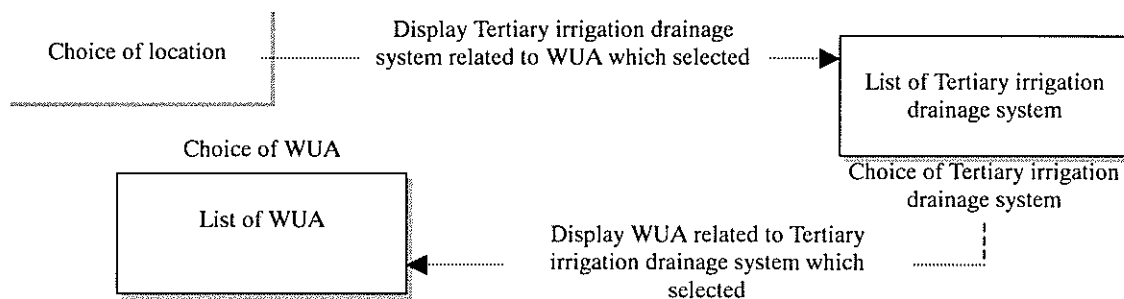 Choice of location
Display Tertiary irrigation drainage
system related to WUA which selected
List of Tertiary irrigation
drainage system
Choice of WUA
List of WUA
Choice of Tertiary irrigation
drainage system
Display WUA related to Tertiary
irrigation drainage system which
selected